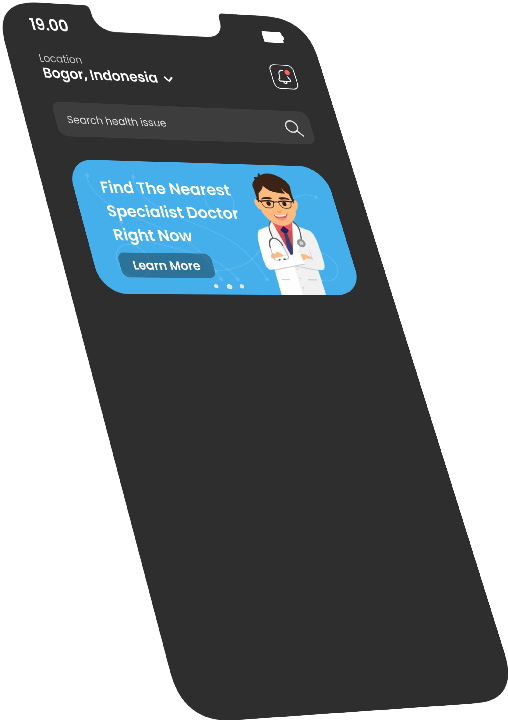 19.00
Location
Bogor, Indonesia
Search health issue
Find The Nearest
Specialist Doctor
Right Now
Learn More